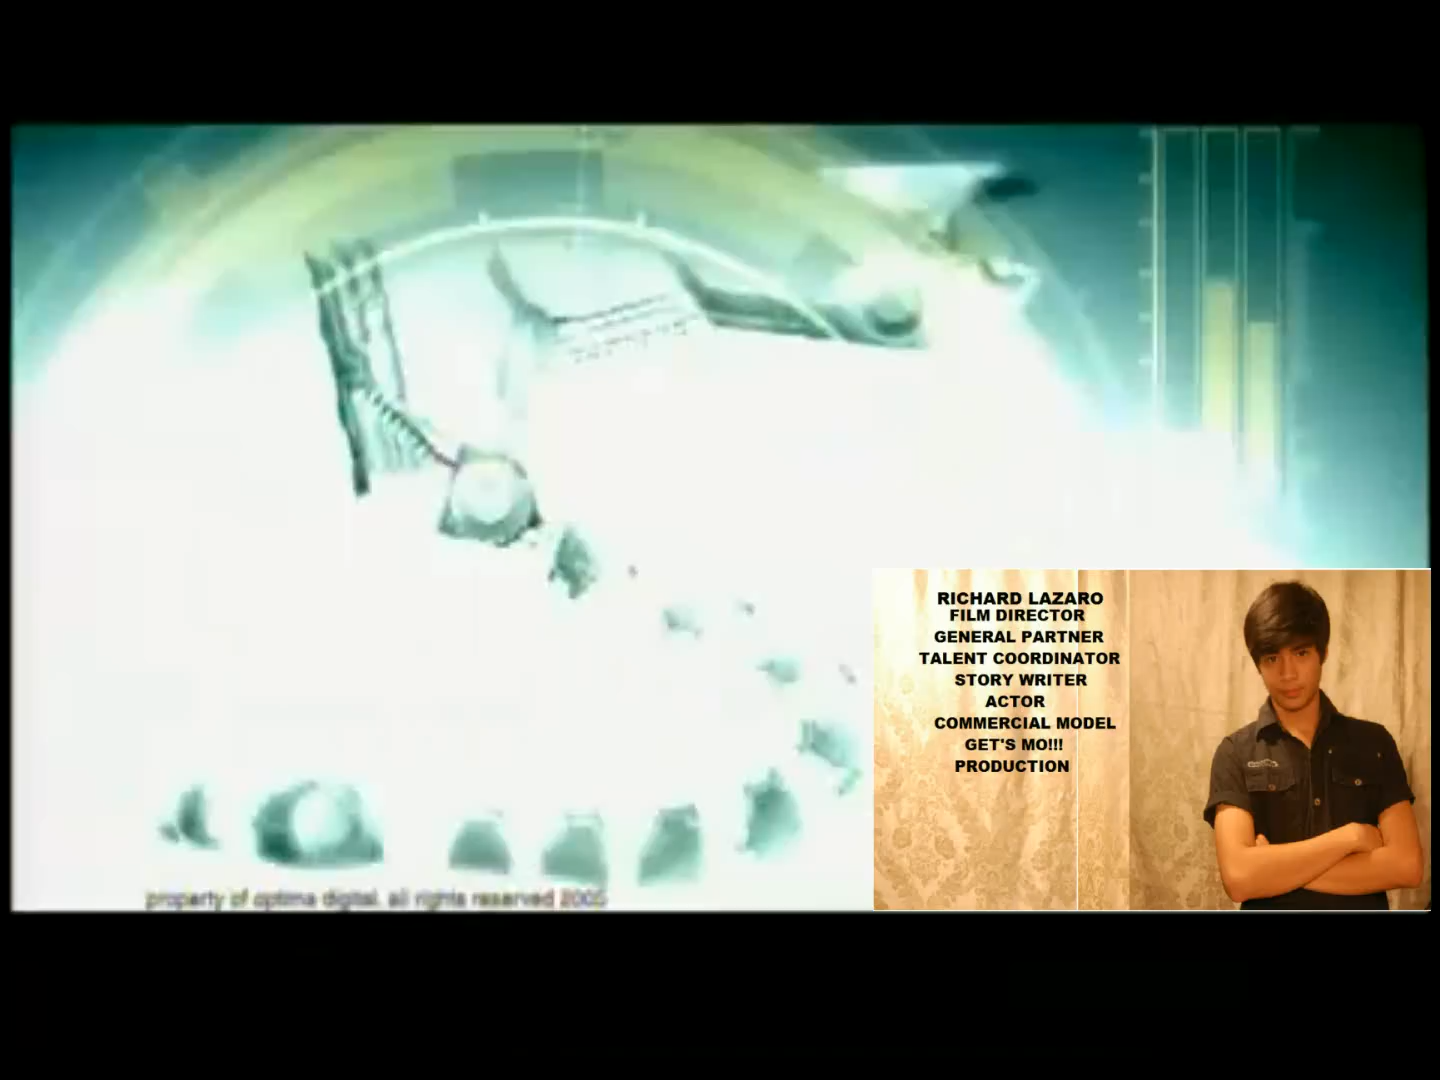 RICHARD LAZARO
FILM DIRECTOR
GENERAL PARTNER
TALENT COORDINATOR
STORY WRITER
ACTOR
COMMERCIAL MODEL
GET'S MO!!!
PRODUCTION
property of optima digital, all rights reserved 2005